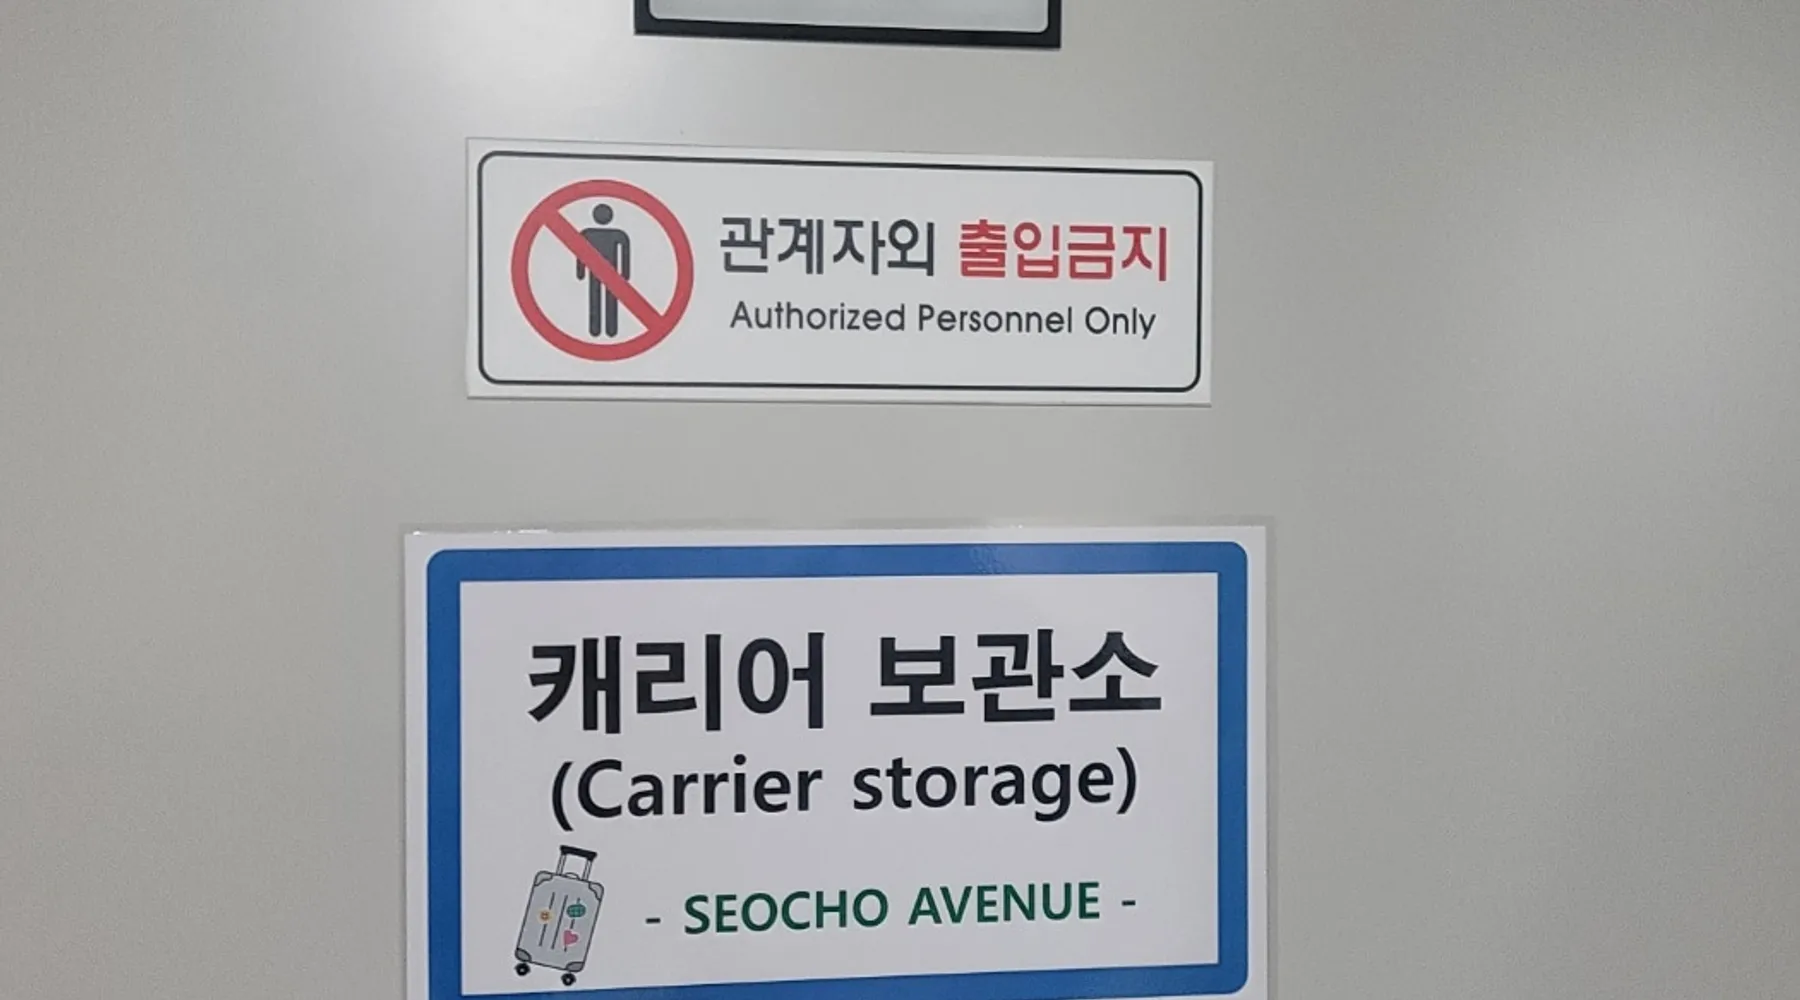 관계자외 출입금지
Authorized Personnel Only
캐리어 보관소
(Carrier storage)
- SEOCHO AVENUE -